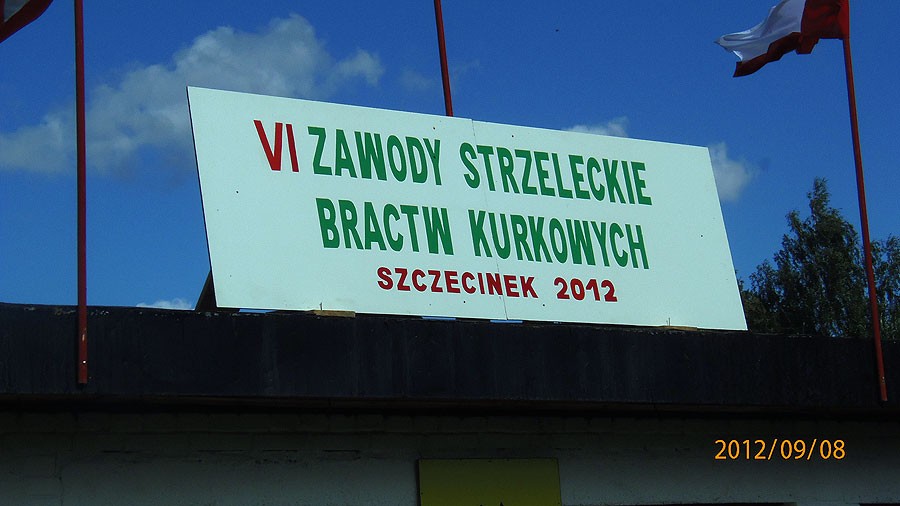 VI ZAWODY STRZELECKIE
BRACTW KURKOWYCH
SZCZECINEK 2012
2012/09/08